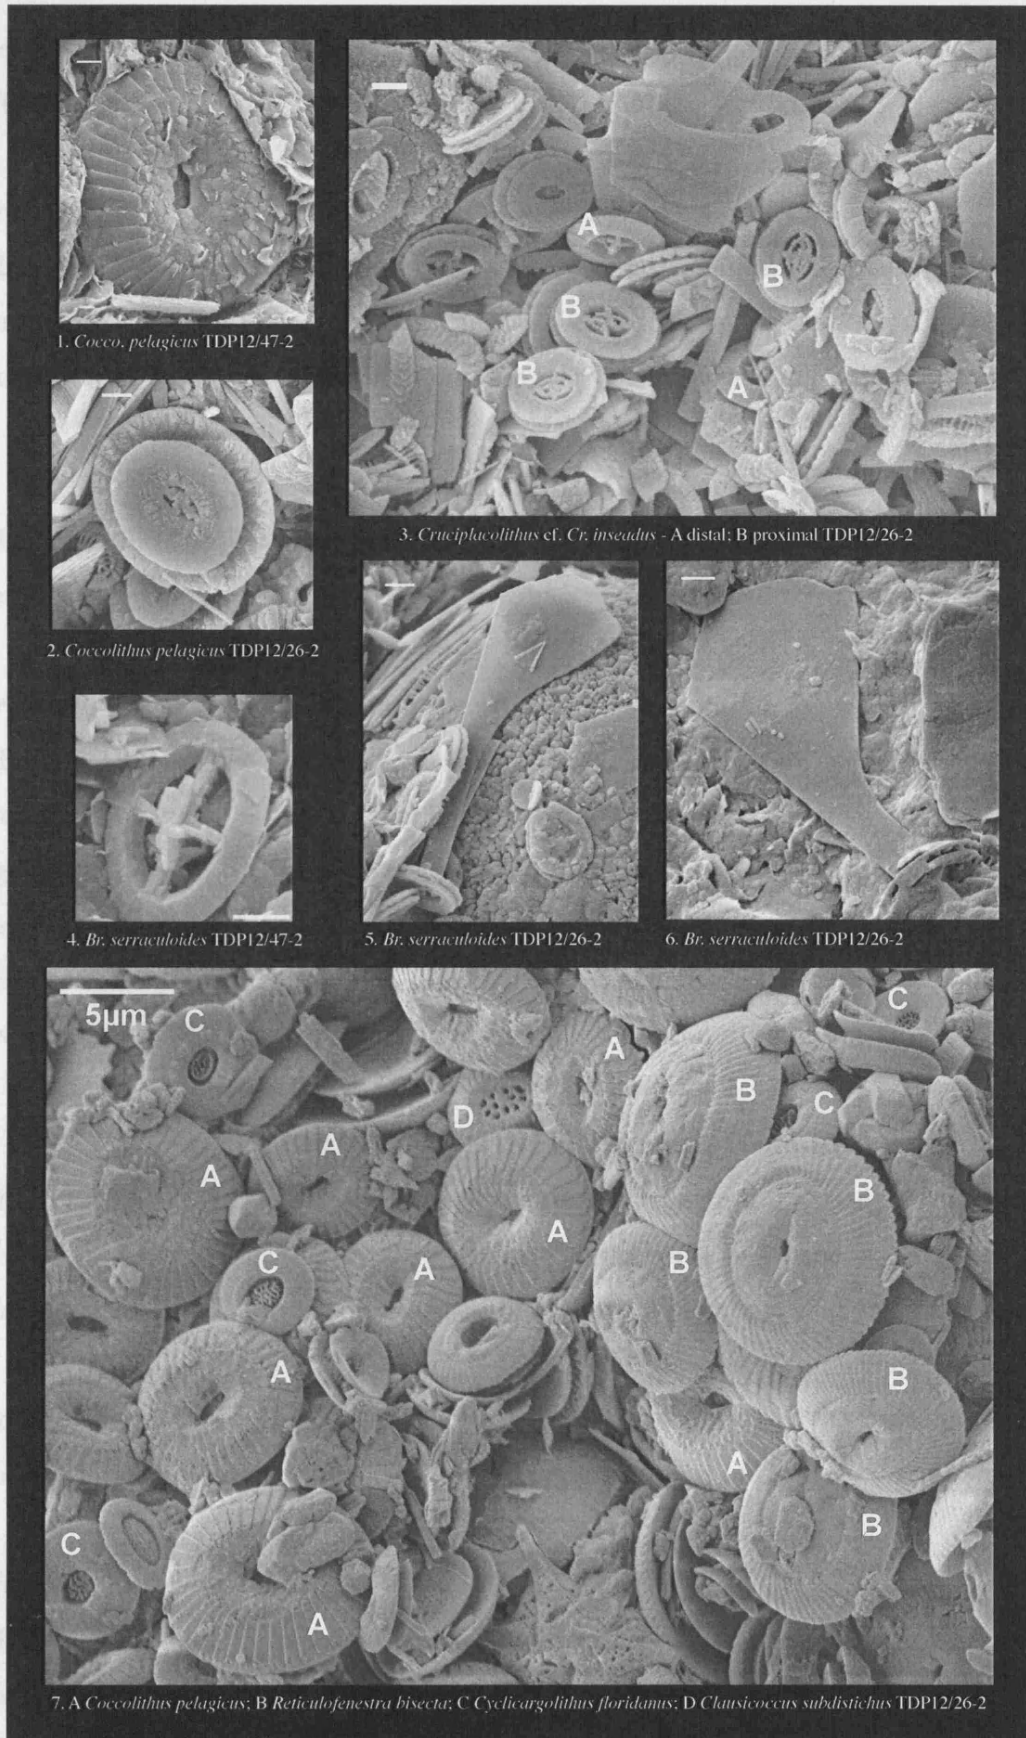 1. Cocco. pelagicus TDP12/47-2
A
B
B
B
A
3. Cruciplacolithus cf. Cr. inseadus - A distal; B proximal TDP12/26-2
2. Coccolithus pelagicus TDP12/26-2
4. Br. serraculoides TDP12/47-2
5. Br. serraculoides TDP12/26-2
6. Br. serraculoides TDP12/26-2
5µm
C
C
A
B
D
C
A
A
B
A
B
C
A
A
B
B
A
C
A
B
A
7. A Coccolithus pelagicus; B Reticulofenestra bisecta; C Cyclicargolithus floridanus; D Clausicoccus subdistichus TDP12/26-2